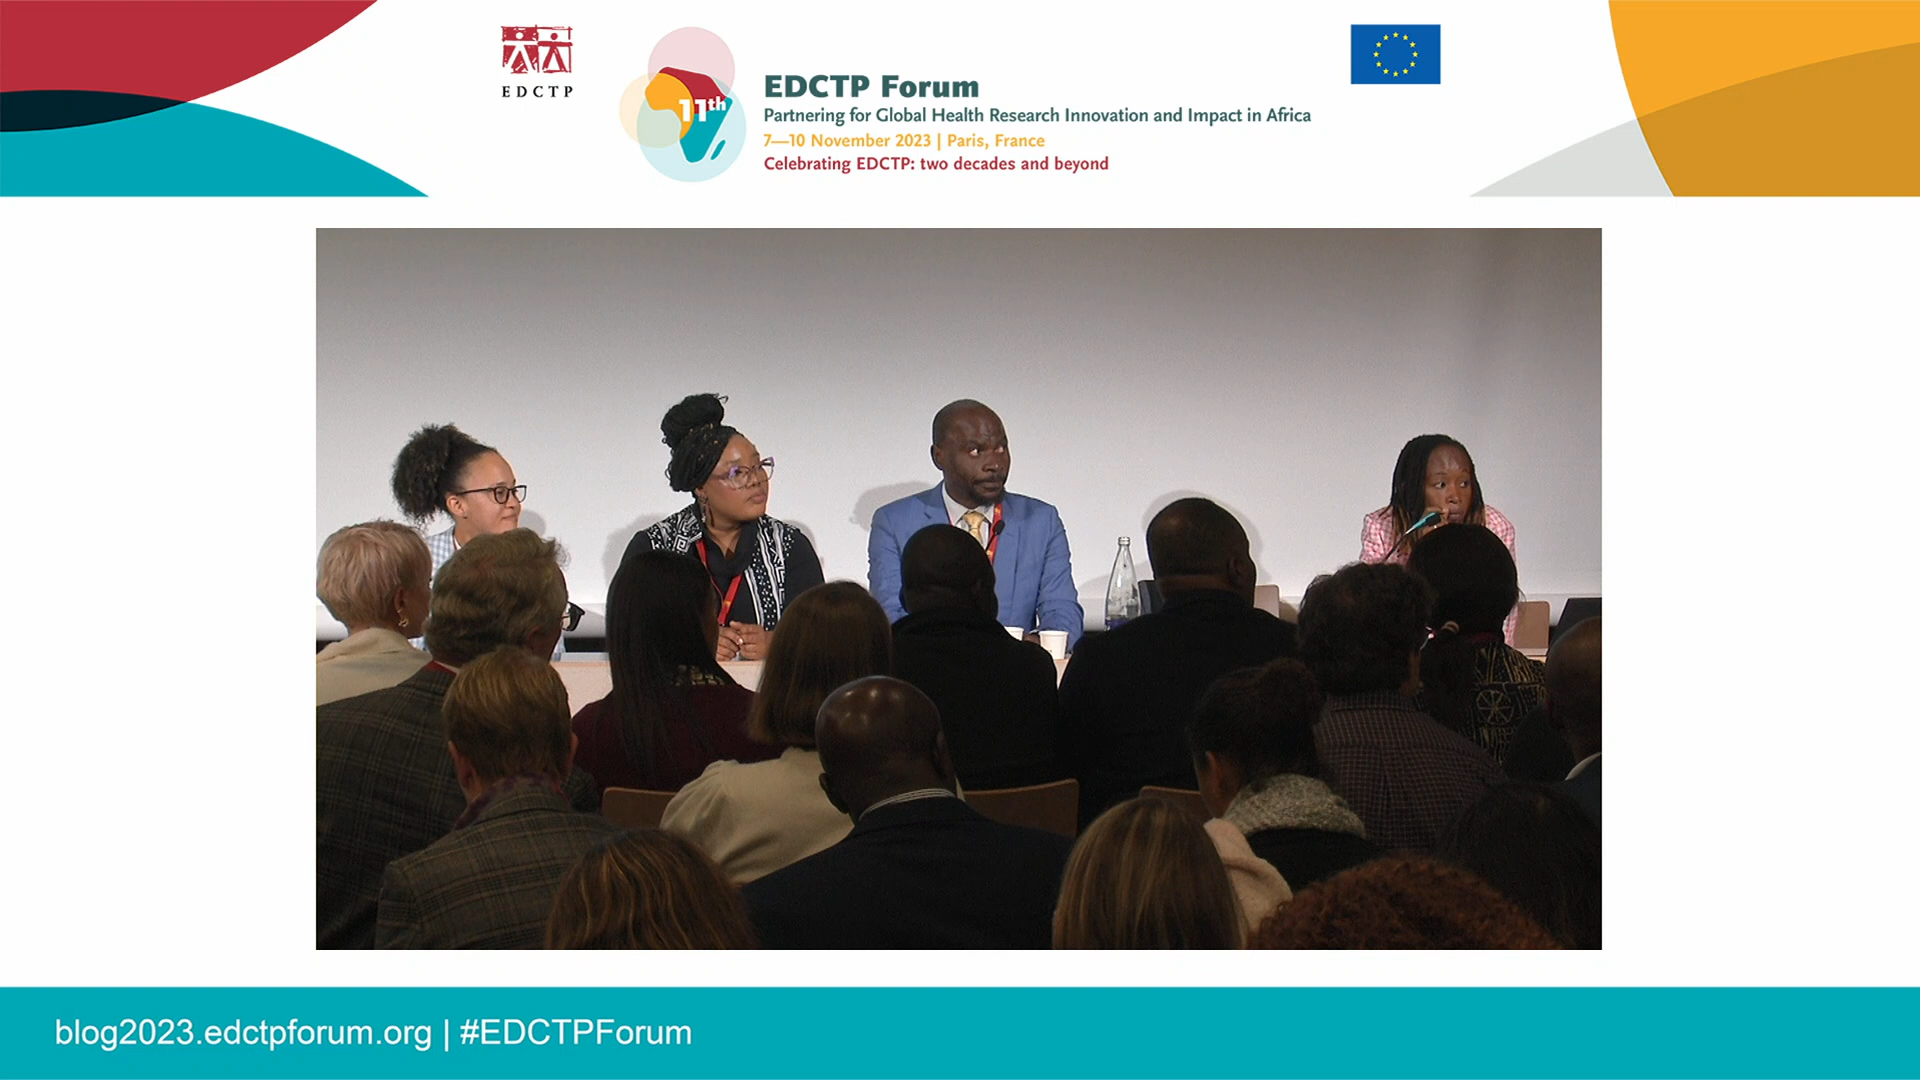 EDCTP
11th
EDCTP Forum
Partnering for Global Health Research Innovation and Impact in Africa
7—10 November 2023 | Paris, France
Celebrating EDCTP: two decades and beyond
blog2023.edctpforum.org | #EDCTPForum